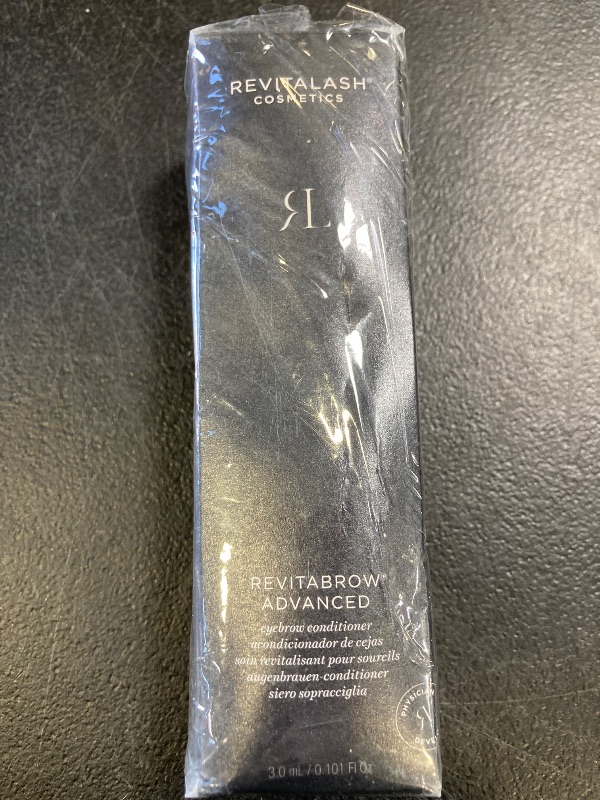 REVITALASH®
COSMETICS
RL
REVITABROW®
ADVANCED
eyebrow conditioner
acondicionador de cejas
soin revitalisant pour sourcils
augenbrauen-conditioner
siero sopracciglia
PHYSICIAN
3.0 mL / 0.101 Fl Oz